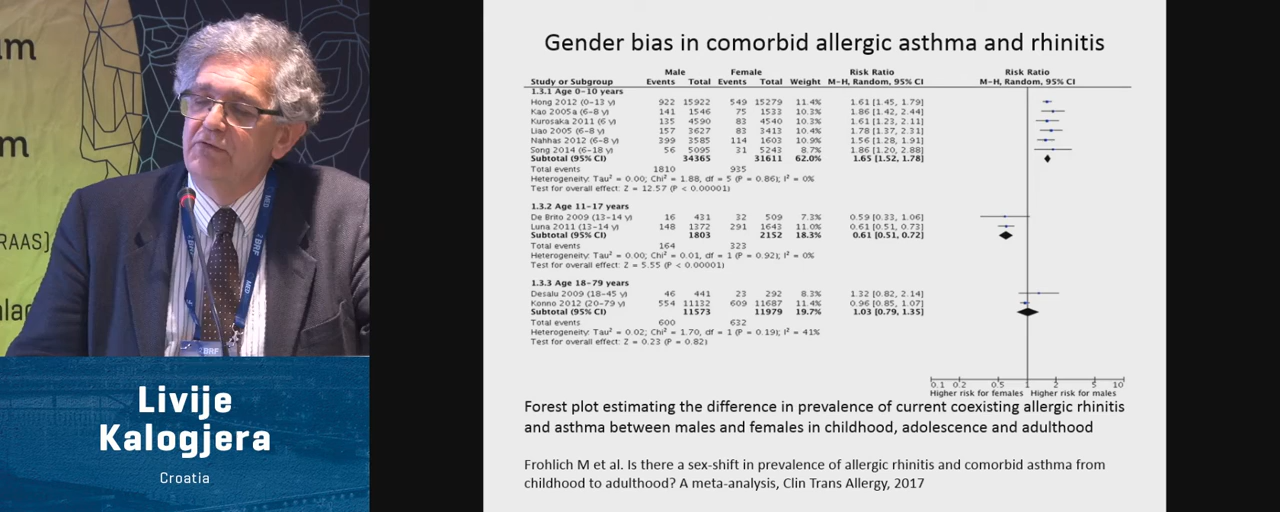 um
m
RAAS)
nla
MED
BRF
BRF
MED
BRF
Livije
Kalogjera
Croatia
Gender bias in comorbid allergic asthma and rhinitis
Male Female Risk Ratio Risk Ratio
Study or Subgroup Events Total Events Total Weight M-H, Random, 95% CI M-H, Random, 95% CI
1.3.1 Age 0-10 years
Hong 2012 (0-13 y) 922 15922 549 15279 11.4% 1.61 [1.45, 1.79]
Kao 2005a (6-8 y) 141 1546 75 1533 10.3% 1.86 [1.42, 2.44]
Kurosaka 2011 (6 y) 135 4590 83 4540 10.3% 1.61 [1.23, 2.11]
Liao 2005 (6-8 y) 157 3627 83 3413 10.4% 1.78 [1.37, 2.31]
Nahhas 2012 (6-8 y) 399 3585 114 1603 10.9% 1.56 [1.28, 1.91]
Song 2014 (6-18 y) 56 5095 31 5243 8.7% 1.86 [1.20, 2.88]
Subtotal (95% CI) 34365 31611 62.0% 1.65 [1.52, 1.78]
Total events 1810 935
Heterogeneity: Tau² = 0.00; Chi² = 1.88, df = 5 (P = 0.86); I² = 0%
Test for overall effect: Z = 12.57 (P < 0.00001)
1.3.2 Age 11-17 years
De Brito 2009 (13-14 y) 16 431 32 509 7.3% 0.59 [0.33, 1.06]
Luna 2011 (13-14 y) 148 1372 291 1643 11.0% 0.61 [0.51, 0.73]
Subtotal (95% CI) 1803 2152 18.3% 0.61 [0.51, 0.72]
Total events 164 323
Heterogeneity: Tau² = 0.00; Chi² = 0.01, df = 1 (P = 0.92); I² = 0%
Test for overall effect: Z = 5.55 (P < 0.00001)
1.3.3 Age 18-79 years
Desalu 2009 (18-45 y) 46 441 23 292 8.3% 1.32 [0.82, 2.14]
Konno 2012 (20-79 y) 554 11132 609 11687 11.4% 0.96 [0.85, 1.07]
Subtotal (95% CI) 11573 11979 19.7% 1.03 [0.79, 1.35]
Total events 600 632
Heterogeneity: Tau² = 0.02; Chi² = 1.70, df = 1 (P = 0.19); I² = 41%
Test for overall effect: Z = 0.23 (P = 0.82)
0.1 0.2 0.5 1 2 5 10
Higher risk for females Higher risk for males
Forest plot estimating the difference in prevalence of current coexisting allergic rhinitis
and asthma between males and females in childhood, adolescence and adulthood
Frohlich M et al. Is there a sex-shift in prevalence of allergic rhinitis and comorbid asthma from
childhood to adulthood? A meta-analysis, Clin Trans Allergy, 2017